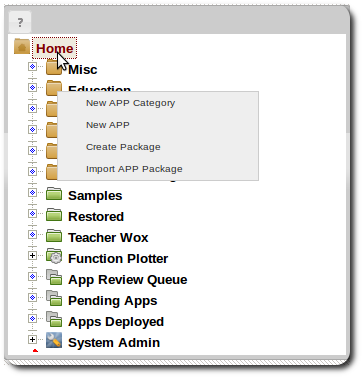 ?
Home
Misc
Education
New APP Category
New APP
Create Package
Import APP Package
Samples
Restored
Teacher Wox
Function Plotter
App Review Queue
Pending Apps
Apps Deployed
System Admin